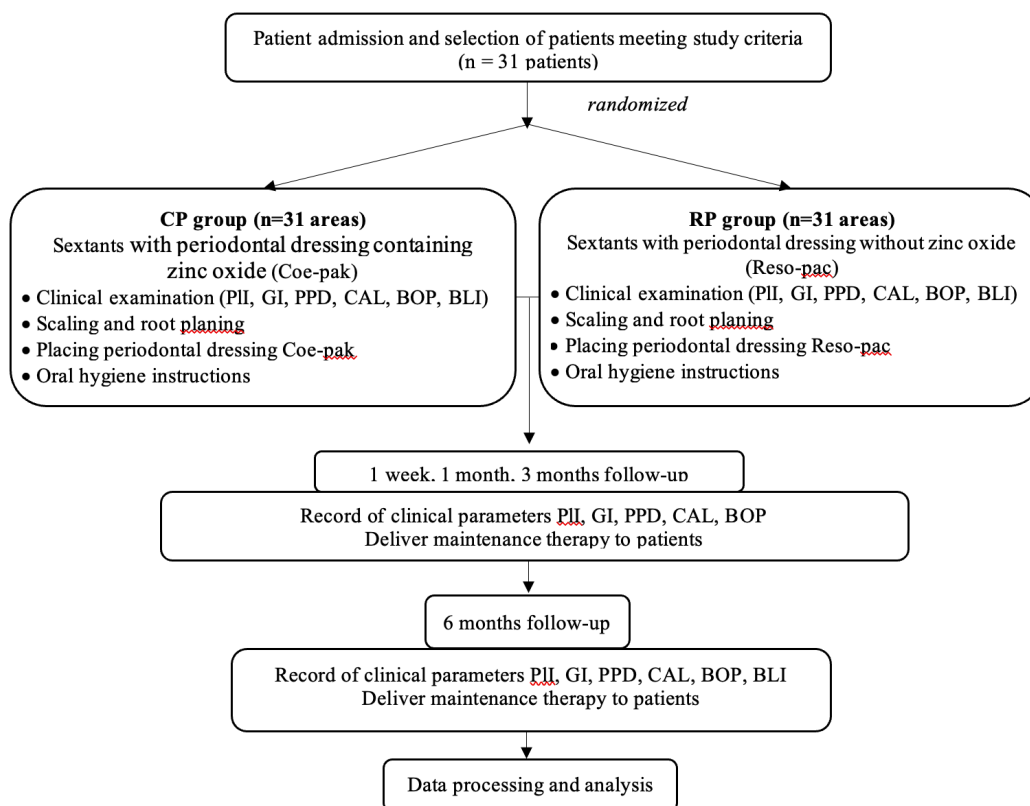 Patient admission and selection of patients meeting study criteria
(n = 31 patients)
randomized
CP group (n=31 areas)
Sextants with periodontal dressing containing
zinc oxide (Coe-pak)
• Clinical examination (PlI, GI, PPD, CAL, BOP, BLI)
• Scaling and root planing
• Placing periodontal dressing Coe-pak
• Oral hygiene instructions
RP group (n=31 areas)
Sextants with periodontal dressing without zinc oxide
(Reso-pac)
• Clinical examination (PlI, GI, PPD, CAL, BOP, BLI)
• Scaling and root planing
• Placing periodontal dressing Reso-pac
• Oral hygiene instructions
1 week, 1 month, 3 months follow-up
Record of clinical parameters PlI, GI, PPD, CAL, BOP
Deliver maintenance therapy to patients
6 months follow-up
Record of clinical parameters PlI, GI, PPD, CAL, BOP, BLI
Deliver maintenance therapy to patients
Data processing and analysis